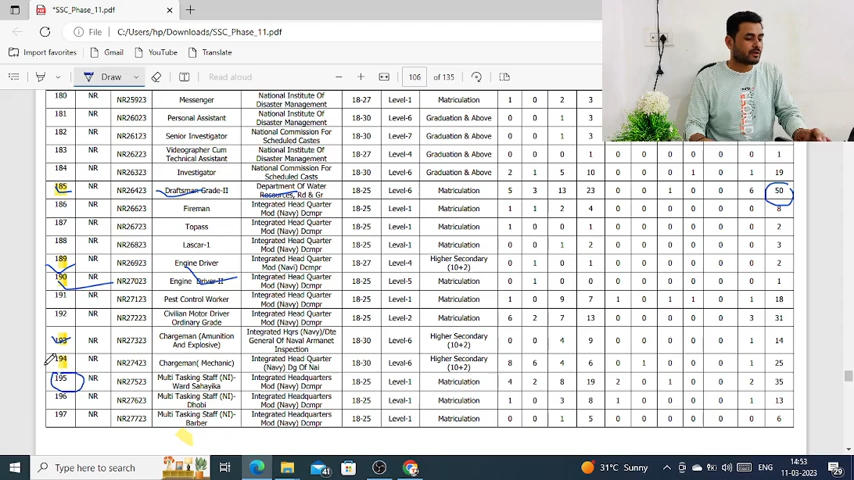 *SSC_Phase_11.pdf
File C:/Users/hp/Downloads/SSC_Phase_11.pdf
Import favorites Gmail YouTube Translate
Draw Read aloud 106 of 135
180 NR NR25923 Messenger National Institute Of Disaster Management 18-27 Level-1 Matriculation 1 0 2 3
181 NR NR26023 Personal Assistant National Institute Of Disaster Management 18-30 Level-6 Graduation & Above 0 0 1 3
182 NR NR26123 Senior Investigator National Commission For Scheduled Castes 18-30 Level-7 Graduation & Above 0 0 1 3
183 NR NR26223 Videographer Cum Technical Assistant National Institute Of Disaster Management 18-27 Level-4 Graduation & Above 0 0 0 1 0 0 0 0 0 0 1
184 NR NR26323 Investigator National Commission For Scheduled Casts 18-30 Level-6 Graduation & Above 2 1 5 10 0 0 0 1 0 1 19
185 NR NR26423 Draftsman Grade-II Department Of Water Resources, Rd & Gr 18-25 Level-6 Matriculation 5 3 13 23 0 0 1 0 0 6 50
186 NR NR26523 Fireman Integrated Head Quarter Mod (Navy) Dcmpr 18-25 Level-1 Matriculation 1 1 2 4 0 0 0 0 0 0 8
187 NR NR26723 Topass Integrated Head Quarter Mod (Navy) Dcmpr 18-25 Level-1 Matriculation 1 0 0 1 0 0 0 0 0 0 2
188 NR NR26823 Lascar-1 Integrated Head Quarter Mod (Navy) Dcmpr 18-25 Level-1 Matriculation 0 0 1 2 0 0 0 0 0 0 3
189 NR NR26923 Engine Driver Integrated Head Quarter Mod (Navi) Dcmpr 18-27 Level-4 Higher Secondary (10+2) 0 1 0 1 0 0 0 0 0 0 2
190 NR NR27023 Engine Driver-II Integrated Head Quarter Mod (Navy) Dcmpr 18-25 Level-5 Matriculation 0 1 0 0 0 0 0 0 0 0 1
191 NR NR27123 Pest Control Worker Integrated Head Quarter Mod (Navy) Dcmpr 18-25 Level-1 Matriculation 1 0 9 7 1 0 1 1 0 1 18
192 NR NR27223 Civilian Motor Driver Ordinary Grade Integrated Head Quarter Mod (Navy) Dcmpr 18-25 Level-2 Matriculation 6 2 7 13 0 0 0 0 0 3 31
193 NR NR27323 Chargeman (Amunition And Explosive) Integrated Hqrs (Navy)/Dte General Of Naval Armanet Inspection 18-30 Level-6 Higher Secondary (10+2) 0 0 4 9 0 0 0 0 0 1 14
194 NR NR27423 Chargeman( Mechanic) Integrated Head Quarter (Navy) Dg Of Nai 18-30 Level-6 Higher Secondary (10+2) 8 6 4 6 0 1 0 0 0 1 25
195 NR NR27523 Multi Tasking Staff (NI)- Ward Sahayika Integrated Headquarters Mod (Navy) Dcmpr 18-25 Level-1 Matriculation 4 2 8 19 2 0 1 0 0 2 35
196 NR NR27623 Multi Tasking Staff (NI)- Dhobi Integrated Headquarters Mod (Navy) Dcmpr 18-25 Level-1 Matriculation 1 0 3 8 1 0 0 0 0 1 13
197 NR NR27723 Multi Tasking Staff (NI)- Barber Integrated Headquarters Mod (Navy) Dcmpr 18-25 Level-1 Matriculation 0 0 1 5 0 0 0 0 0 0 6
Type here to search 41 31°C Sunny ENG 14:53
11-03-2023 29